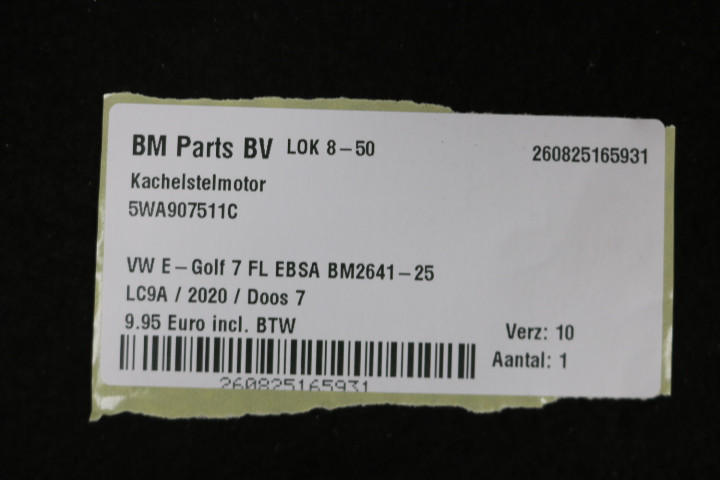 BM Parts BV LOK 8-50 260825165931
Kachelstelmotor
5WA907511C
VW E-Golf 7 FL EBSA BM2641-25
LC9A / 2020 / Doos 7
9.95 Euro incl. BTW
Verz: 10
Aantal: 1
260825165931